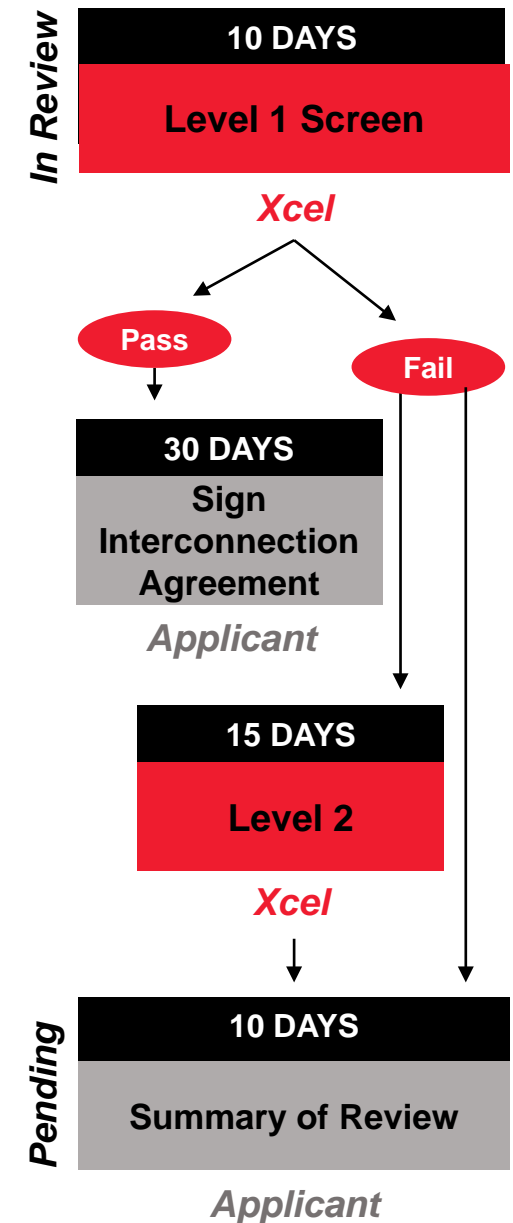 In Review
10 DAYS
Level 1 Screen
Xcel
Pass
Fail
30 DAYS
Sign
Interconnection
Agreement
Applicant
15 DAYS
Level 2
Xcel
Pending
10 DAYS
Summary of Review
Applicant